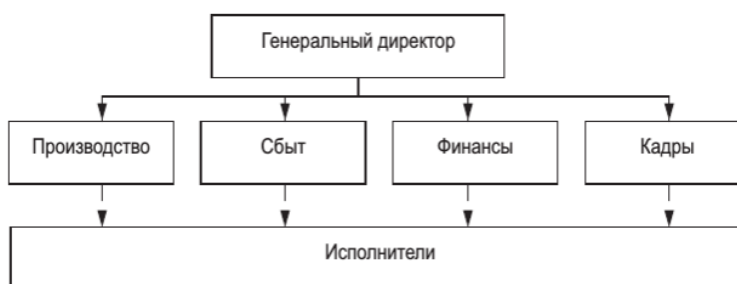 Генеральный директор
Производство
Сбыт
Финансы
Кадры
Исполнители